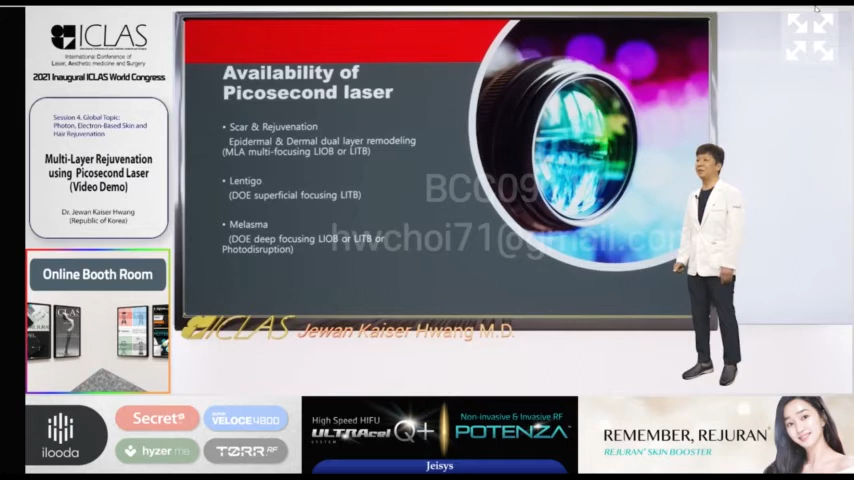 ICLAS
International Conference of
Laser, Aesthetic medicine and Surgery
2021 Inaugural ICLAS World Congress
Session 4. Global Topic:
Photon, Electron-Based Skin and
Hair Rejuvenation
Multi-Layer Rejuvenation
using Picosecond Laser
(Video Demo)
Dr. Jewan Kaiser Hwang
(Republic of Korea)
Online Booth Room
Availability of
Picosecond laser
• Scar & Rejuvenation
Epidermal & Dermal dual layer remodeling
(MLA multi-focusing LIOB or LITB)
• Lentigo
(DOE superficial focusing LITB)
• Melasma
(DOE deep focusing LIOB or LITB or
Photodisruption)
hwchoi71@gmail.com
ICLAS Jewan Kaiser Hwang M.D.
ilooda
Secret
VELOCE4800
hyzer me
TORR RF
High Speed HIFU
ULTRAcel Q+
SYSTEM
Non-invasive & Invasive RF
POTENZA
Jeisys
REMEMBER, REJURAN
REJURAN® SKIN BOOSTER